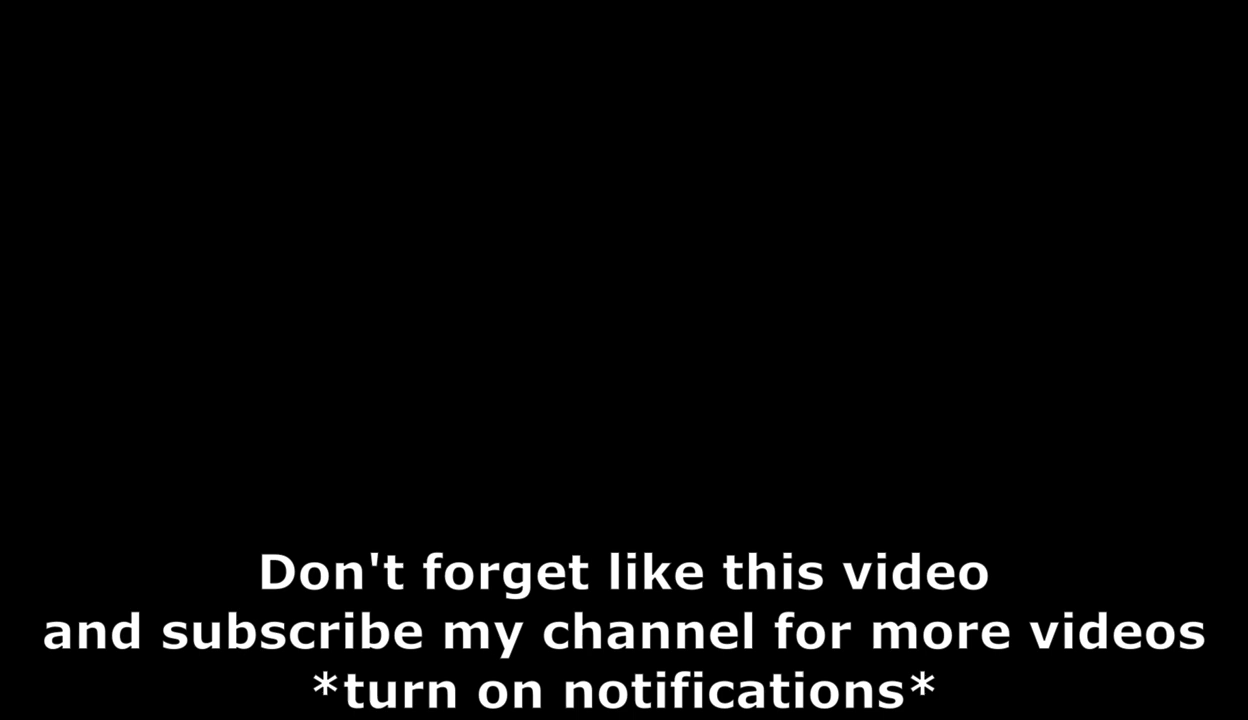 Don't forget like this video
and subscribe my channel for more videos
*turn on notifications*